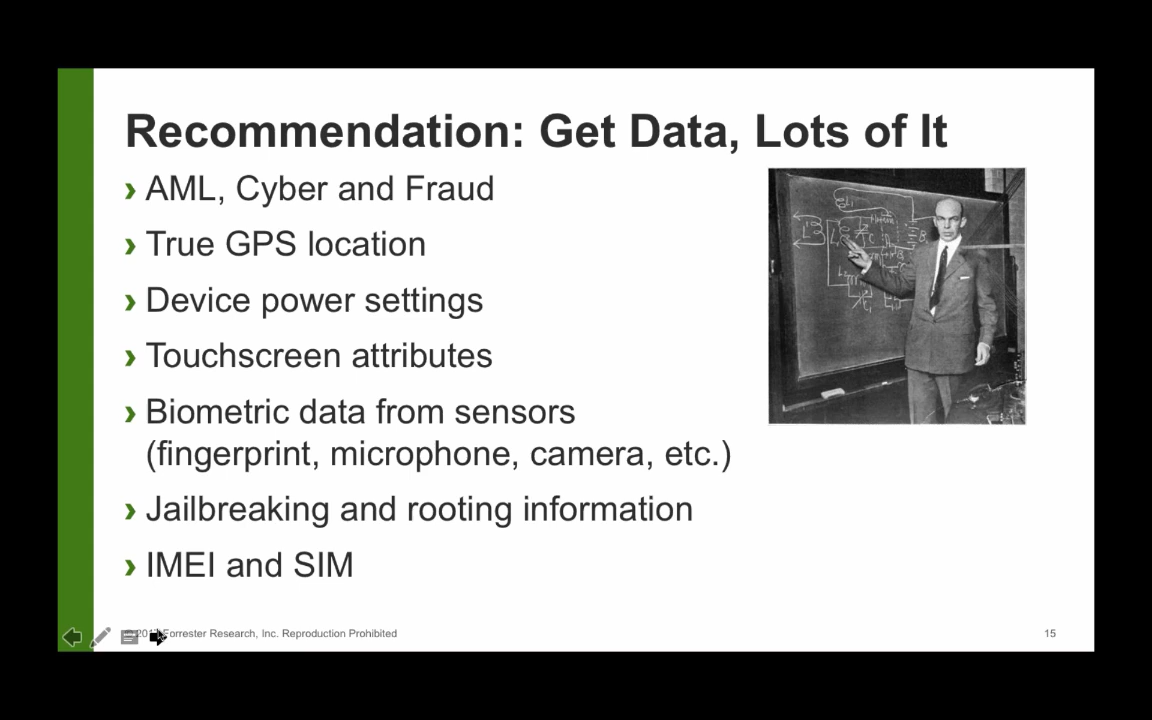 Recommendation: Get Data, Lots of It
› AML, Cyber and Fraud
› True GPS location
› Device power settings
› Touchscreen attributes
› Biometric data from sensors
(fingerprint, microphone, camera, etc.)
› Jailbreaking and rooting information
› IMEI and SIM
Forrester Research, Inc. Reproduction Prohibited
15